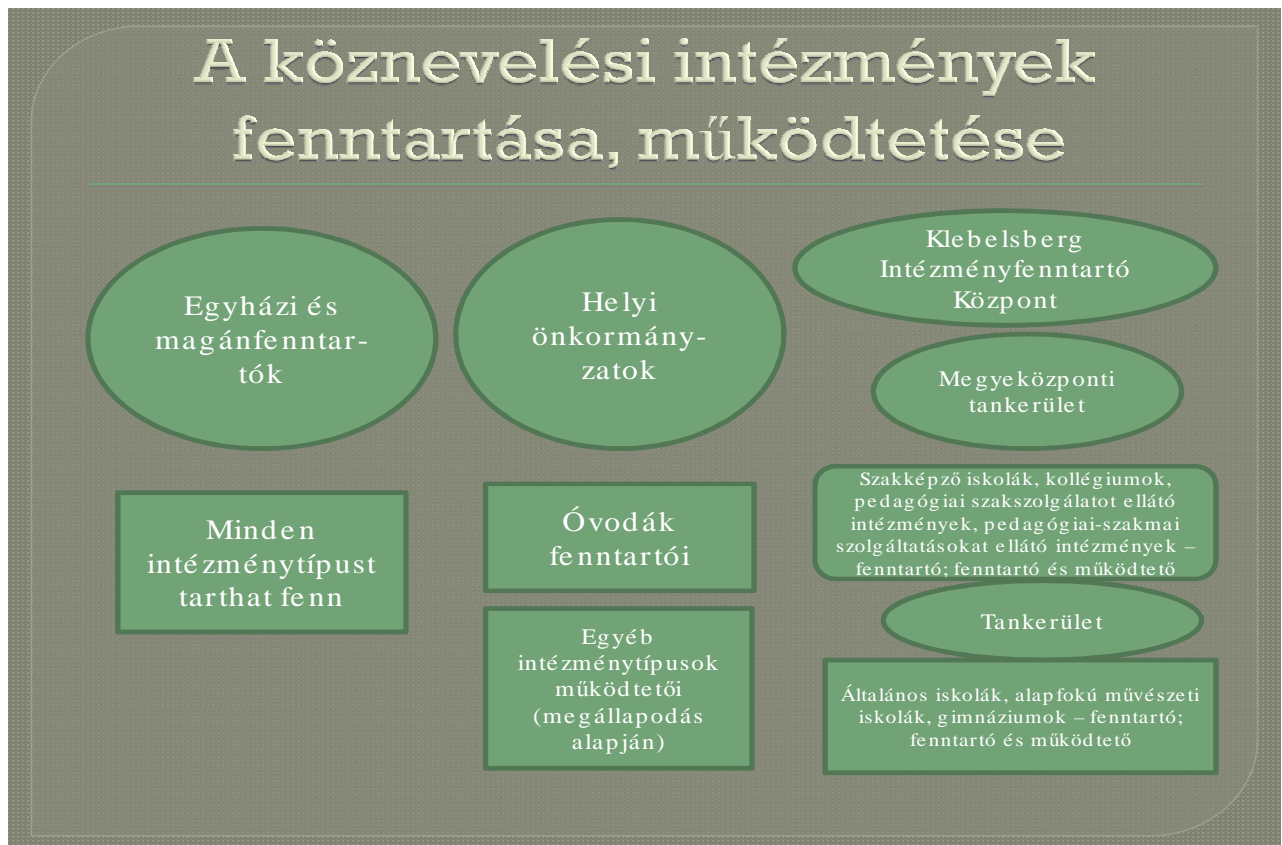 A köznevelési intézmények
fenntartása, működtetése
Egyházi és
magánfenntar-
tók
Minden
intézménytípust
tarthat fenn
Helyi
önkormány-
zatok
Óvodák
fenntartói
Egyéb
intézménytípusok
működtetői
(megállapodás
alapján)
Klebelsberg
Intézményfenntartó
Központ
Megyeközponti
tankerület
Szakképző iskolák, kollégiumok,
pedagógiai szakszolgálatot ellátó
intézmények, pedagógiai-szakmai
szolgáltatásokat ellátó intézmények –
fenntartó; fenntartó és működtető
Tankerület
Általános iskolák, alapfokú művészeti
iskolák, gimnáziumok – fenntartó;
fenntartó és működtető